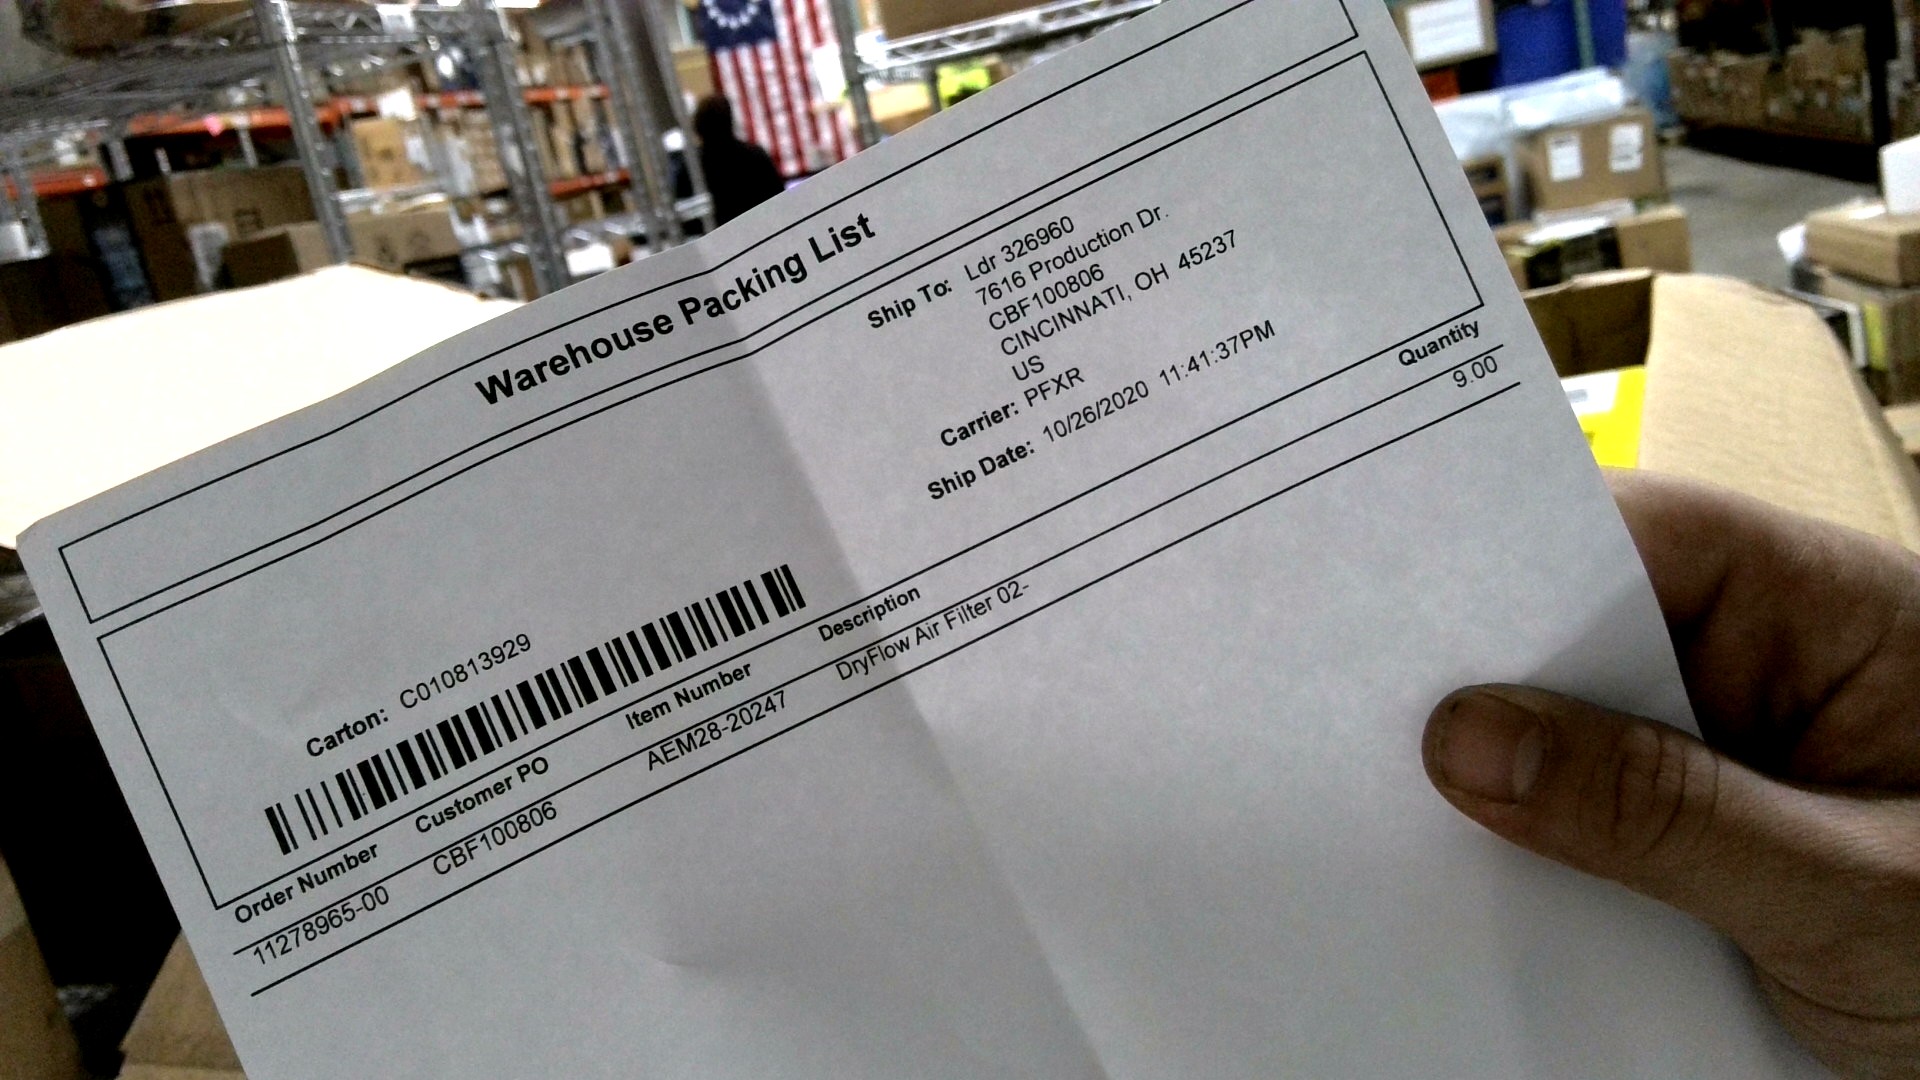 Warehouse Packing List
Ship To: Ldr 326960
7616 Production Dr.
CBF100806
CINCINNATI, OH 45237
US
Carrier: PFXR
Ship Date: 10/26/2020 11:41:37PM
Carton: C010813929
Order Number Customer PO Item Number Description Quantity
11278965-00 CBF100806 AEM28-20247 DryFlow Air Filter 02- 9.00